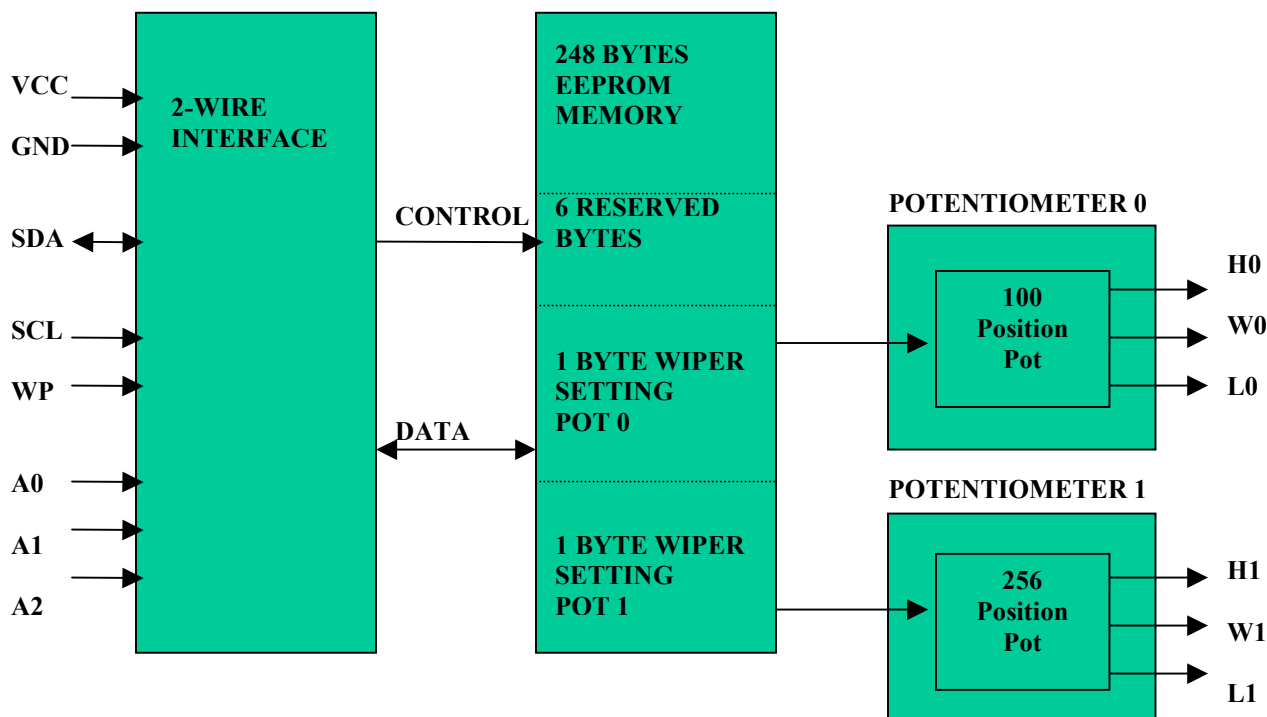 VCC
GND
SDA
SCL
WP
A0
A1
A2
2-WIRE
INTERFACE
CONTROL
DATA
248 BYTES
EEPROM
MEMORY
6 RESERVED
BYTES
1 BYTE WIPER
SETTING
POT 0
1 BYTE WIPER
SETTING
POT 1
POTENTIOMETER 0
100
Position
Pot
H0
W0
L0
POTENTIOMETER 1
256
Position
Pot
H1
W1
L1